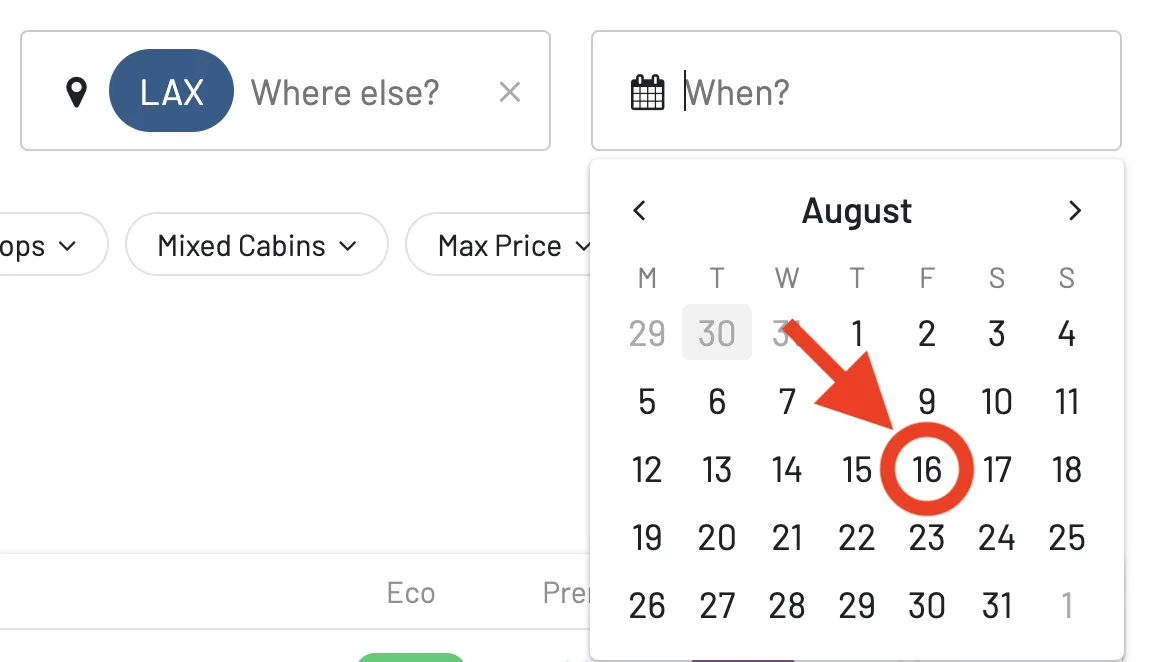 LAX Where else? When?
August
ops Mixed Cabins Max Price
M T W T F S S
29 30 31 1 2 3 4
5 6 7 9 10 11
12 13 14 15 16 17 18
19 20 21 22 23 24 25
Eco
26 27 28 29 30 31 1